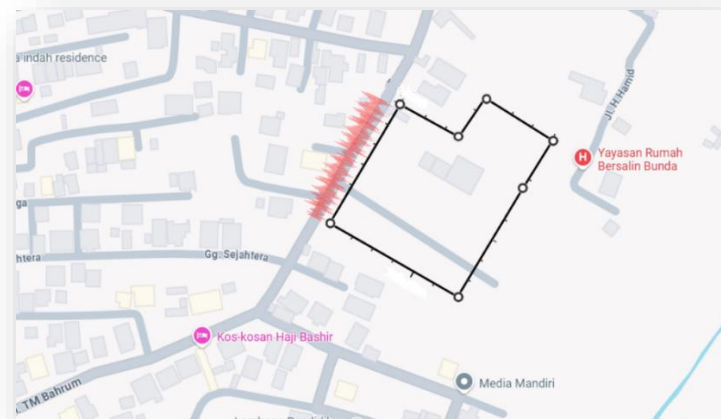 indah residence
Jl. H.Hamid
Yayasan Rumah
Bersalin Bunda
Gg. Sejahtera
Kos-kosan Haji Bashir
TM Bahrum
Media Mandiri